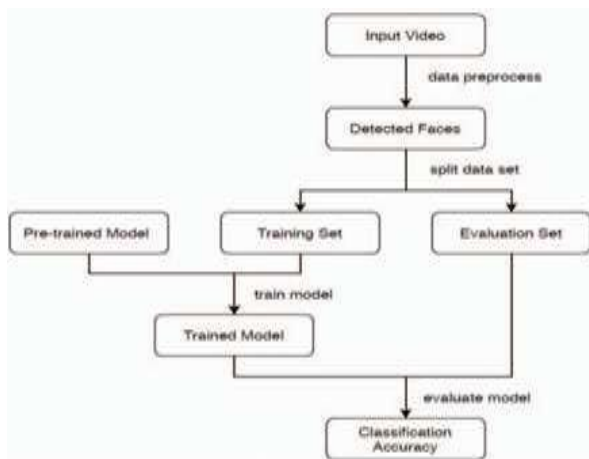 Input Video
data preprocess
Detected Faces
split data set
Pre-trained Model
Training Set
Evaluation Set
train model
Trained Model
evaluate model
Classification
Accuracy